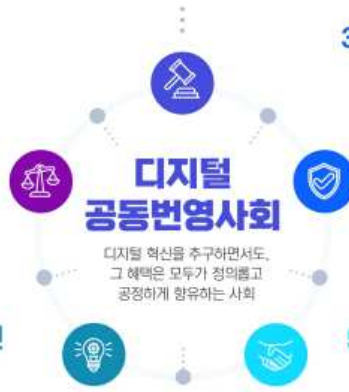 디지털
공동번영사회
디지털 혁신을 추구하면서도,
그 혜택은 모두가 정의롭고
공정하게 향유하는 사회